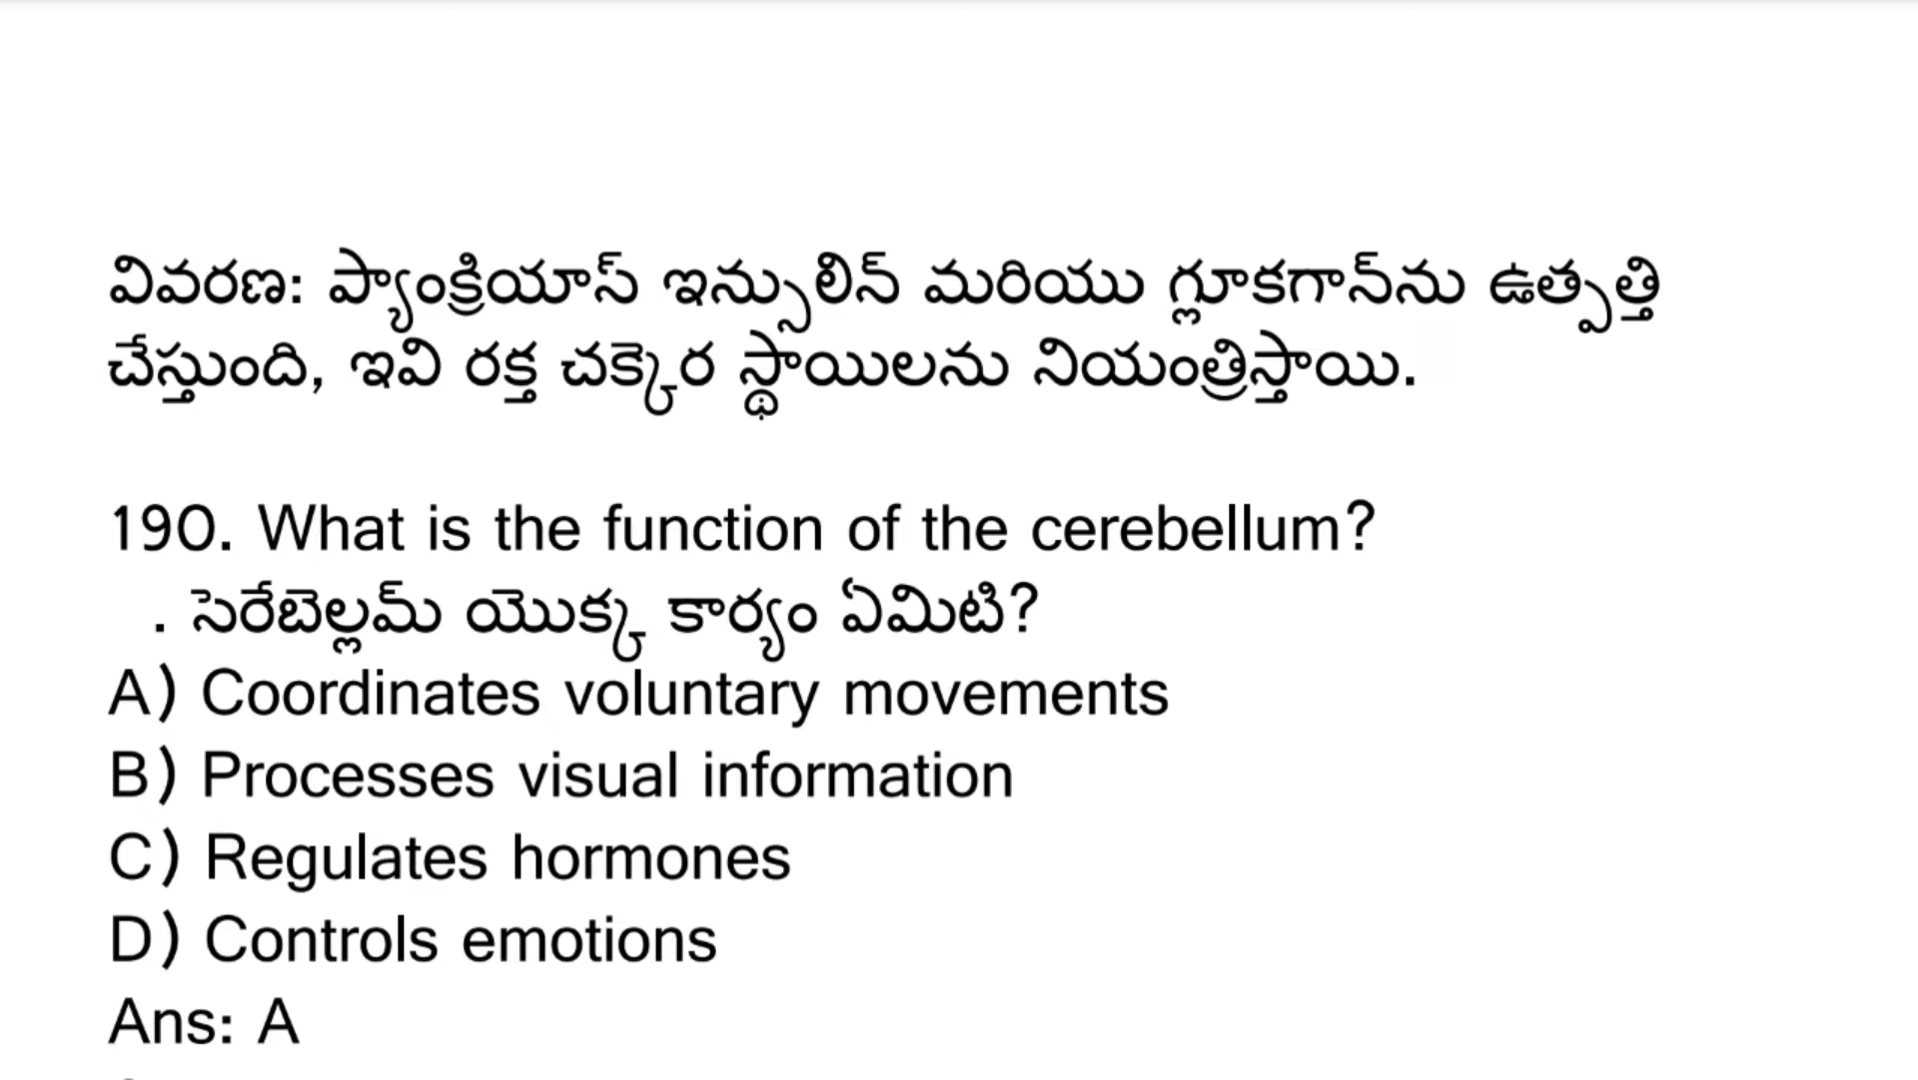 వివరణ: ప్యాంక్రియాస్ ఇన్సులిన్ మరియు గ్లూకగాన్‌ను ఉత్పత్తి
చేస్తుంది, ఇవి రక్త చక్కెర స్థాయిలను నియంత్రిస్తాయి.
190. What is the function of the cerebellum?
. సెరేబెల్లమ్ యొక్క కార్యం ఏమిటి?
A) Coordinates voluntary movements
B) Processes visual information
C) Regulates hormones
D) Controls emotions
Ans: A